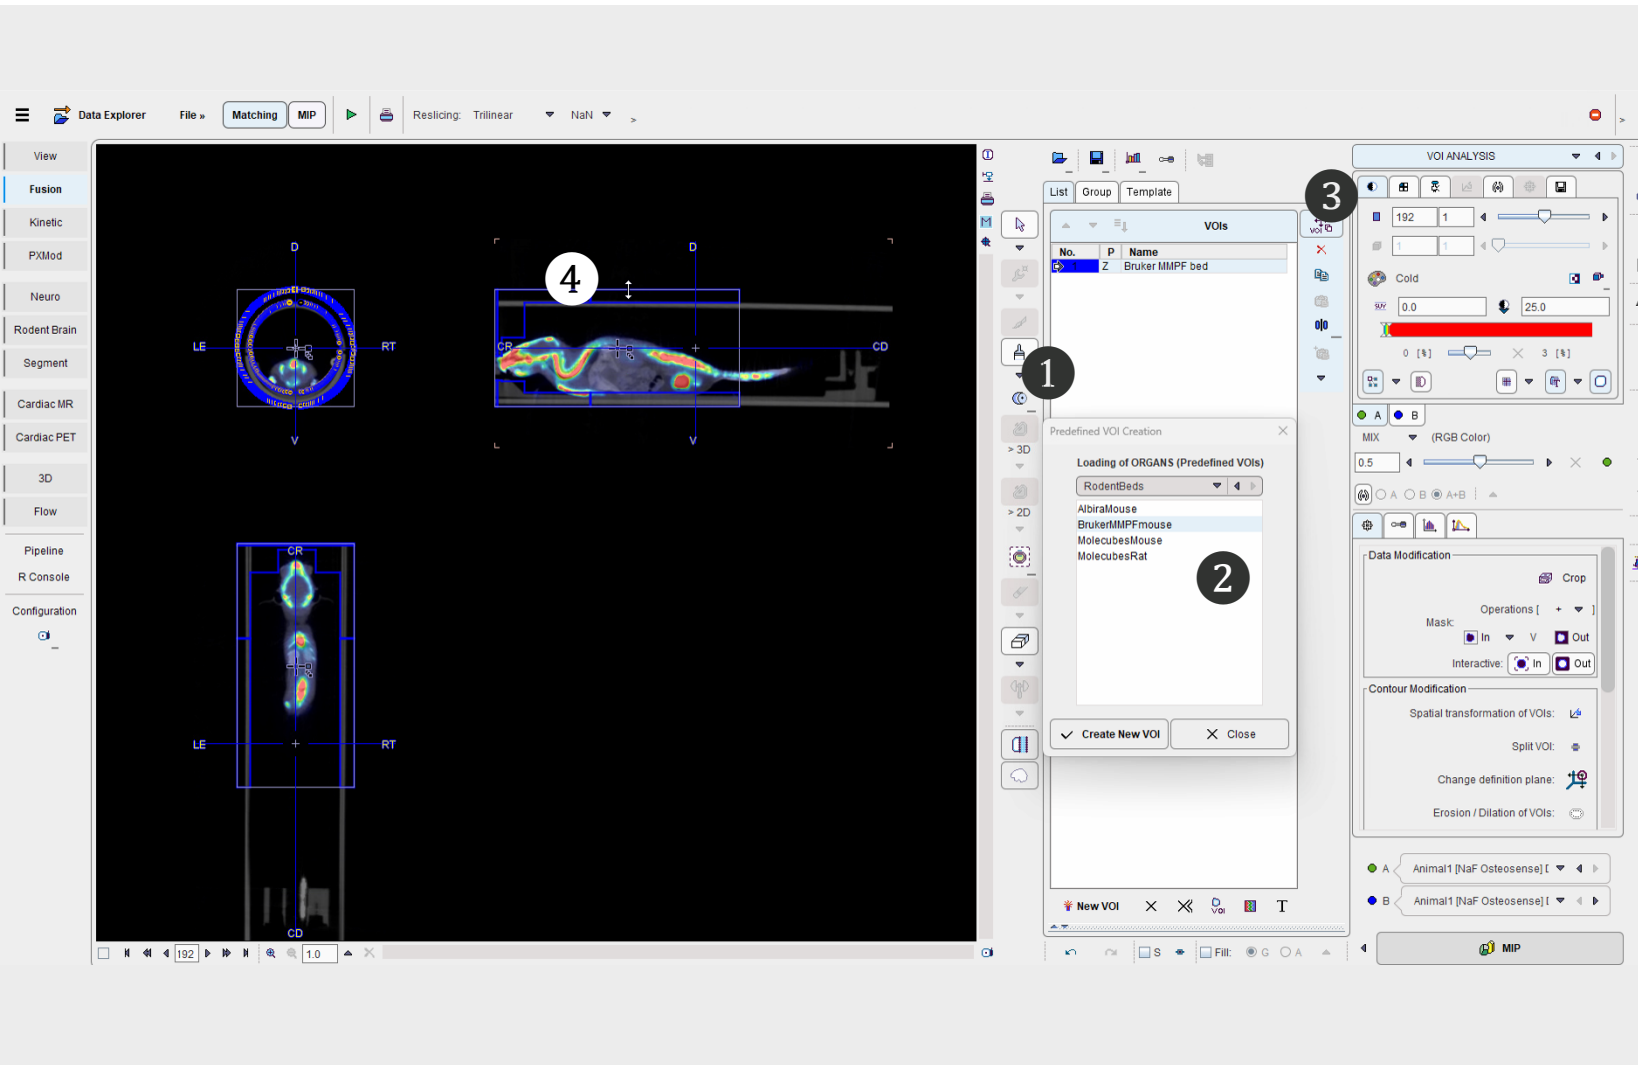 Data Explorer File » Matching MIP Reslicing: Trilinear NaN >
>
View
Fusion
Kinetic
PXMod
Neuro
Rodent Brain
Segment
Cardiac MR
Cardiac PET
3D
Flow
Pipeline
R Console
Configuration
D
LE
RT
V
D
CR
CD
V
4
CR
LE
RT
CD
192
1.0
1
> 3D
> 2D
List Group Template
VOIs
No. P Name
Z Bruker MMPF bed
3
VOI
Predefined VOI Creation
Loading of ORGANS (Predefined VOIs)
RodentBeds
AlbiraMouse
BrukerMMPFmouse
MolecubesMouse
MolecubesRat
2
Create New VOI Close
New VOI VOI T
S Fill: G A
VOI ANALYSIS
192 1
1 1
Cold
SUV 0.0 25.0
0 [%] 3 [%]
A B
MIX (RGB Color)
0.5
A B A+B
Data Modification
Crop
Operations [ + ]
Mask:
In V Out
Interactive: In Out
Contour Modification
Spatial transformation of VOIs:
Split VOI:
Change definition plane:
Erosion / Dilation of VOIs:
A Animal1 [NaF Osteosense] [
B Animal1 [NaF Osteosense] [
MIP